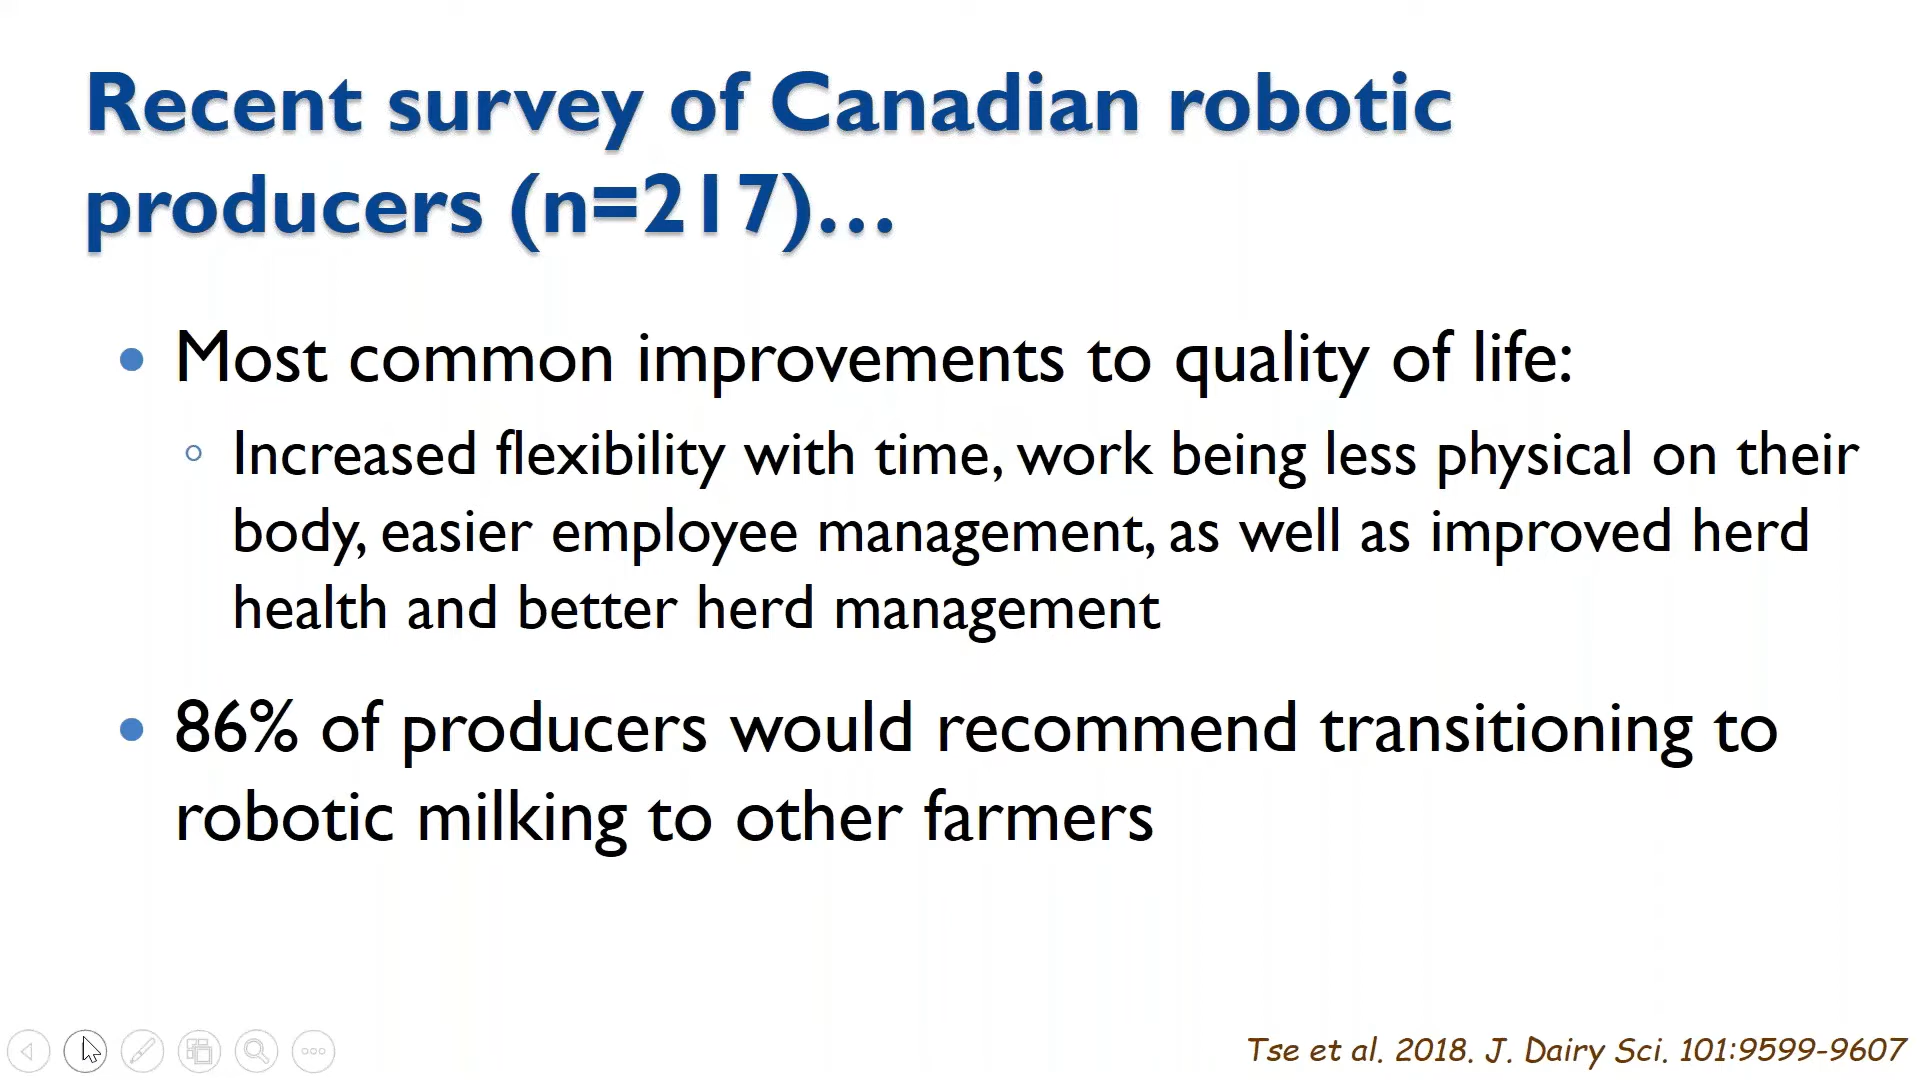 Recent survey of Canadian robotic
producers (n=217)…
• Most common improvements to quality of life:
◦ Increased flexibility with time, work being less physical on their
body, easier employee management, as well as improved herd
health and better herd management
• 86% of producers would recommend transitioning to
robotic milking to other farmers
Tse et al. 2018. J. Dairy Sci. 101:9599-9607